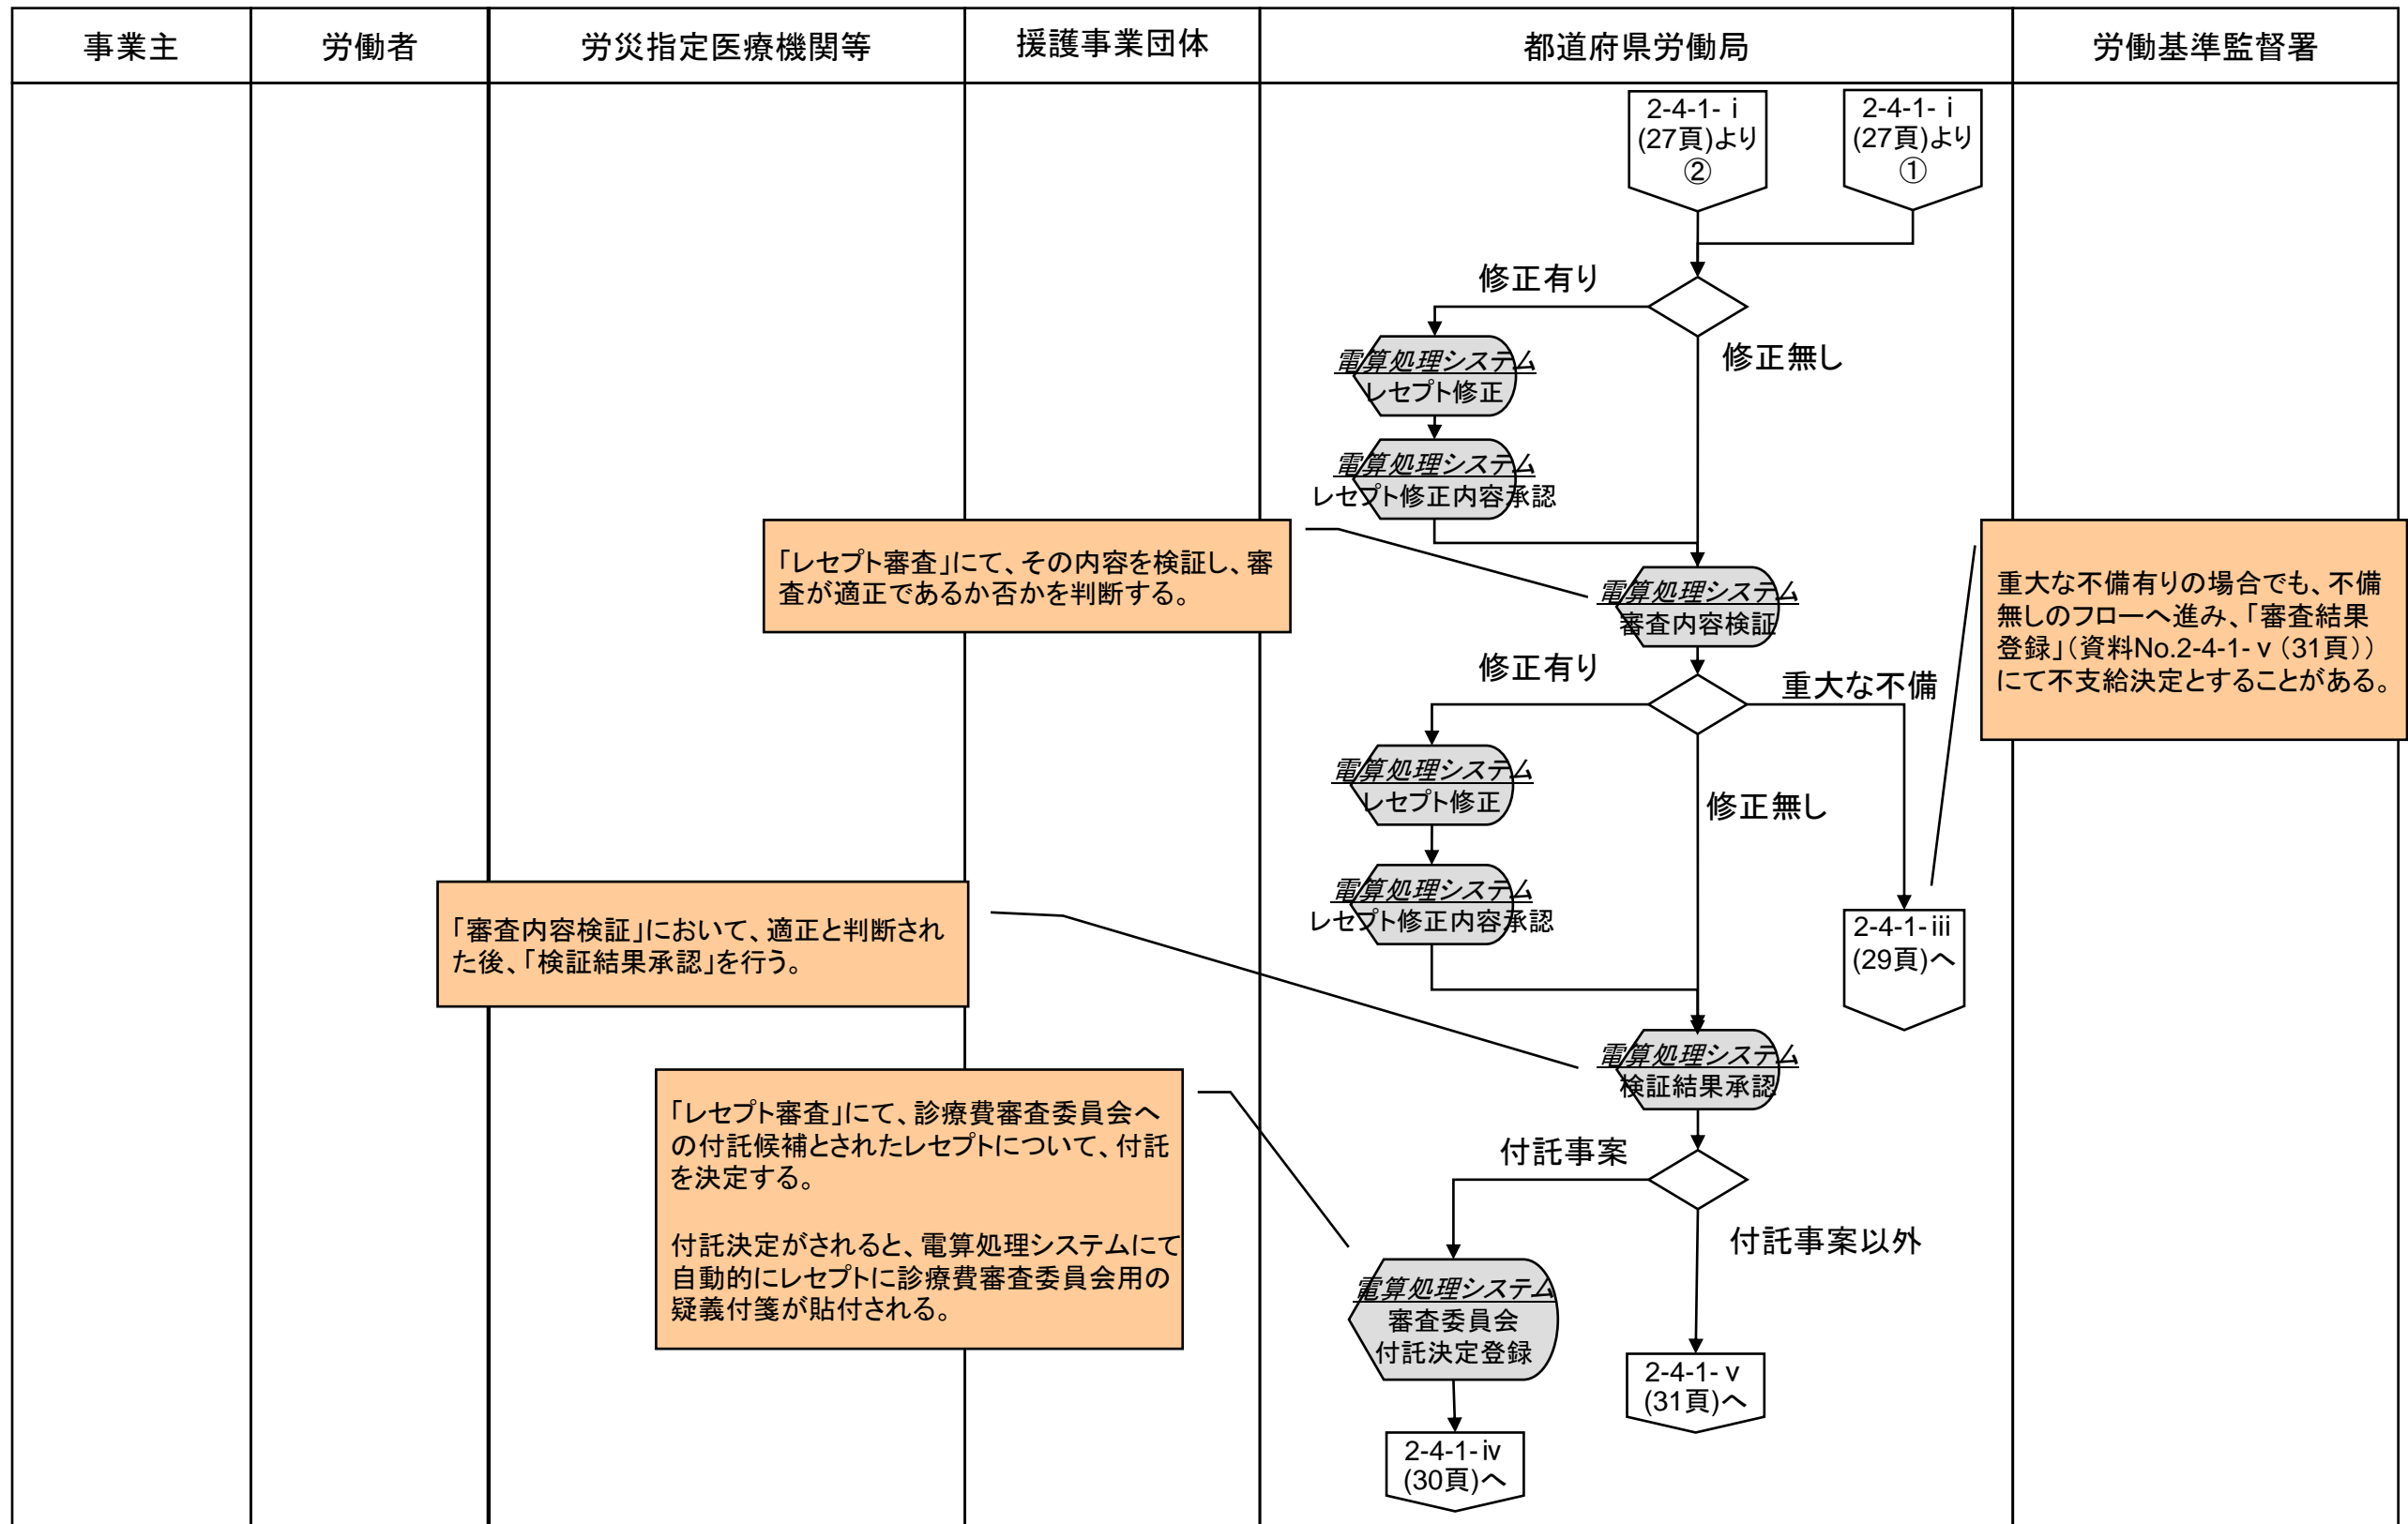 事業主
労働者
労災指定医療機関等
援護事業団体
都道府県労働局
労働基準監督署
2-4-1-ⅰ
(27頁)より
②
2-4-1-ⅰ
(27頁)より
①
修正有り
修正無し
電算処理システム
レセプト修正
電算処理システム
レセプト修正内容承認
「レセプト審査」にて、その内容を検証し、審
査が適正であるか否かを判断する。
電算処理システム
審査内容検証
重大な不備有りの場合でも、不備
無しのフローへ進み、「審査結果
登録」（資料No.2-4-1-ⅴ（31頁））
にて不支給決定とすることがある。
修正有り
重大な不備
修正無し
電算処理システム
レセプト修正
電算処理システム
レセプト修正内容承認
2-4-1-ⅲ
(29頁)へ
「審査内容検証」において、適正と判断され
た後、「検証結果承認」を行う。
電算処理システム
検証結果承認
「レセプト審査」にて、診療費審査委員会へ
の付託候補とされたレセプトについて、付託
を決定する。
付託決定がされると、電算処理システムにて
自動的にレセプトに診療費審査委員会用の
疑義付箋が貼付される。
付託事案
付託事案以外
電算処理システム
審査委員会
付託決定登録
2-4-1-ⅴ
(31頁)へ
2-4-1-ⅳ
(30頁)へ